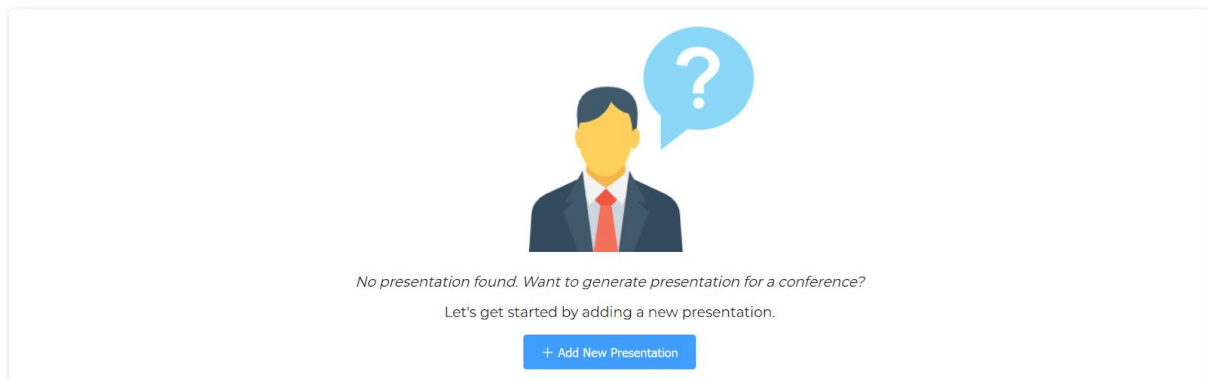 ?
No presentation found. Want to generate presentation for a conference?
Let's get started by adding a new presentation.
+ Add New Presentation